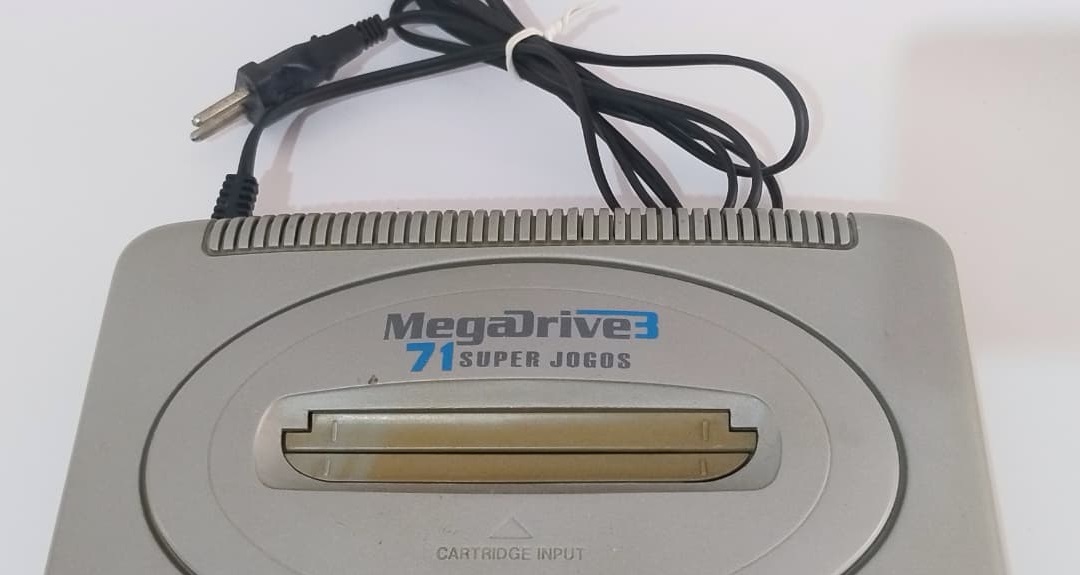 MegaDrive3
71 SUPER JOGOS
CARTRIDGE INPUT